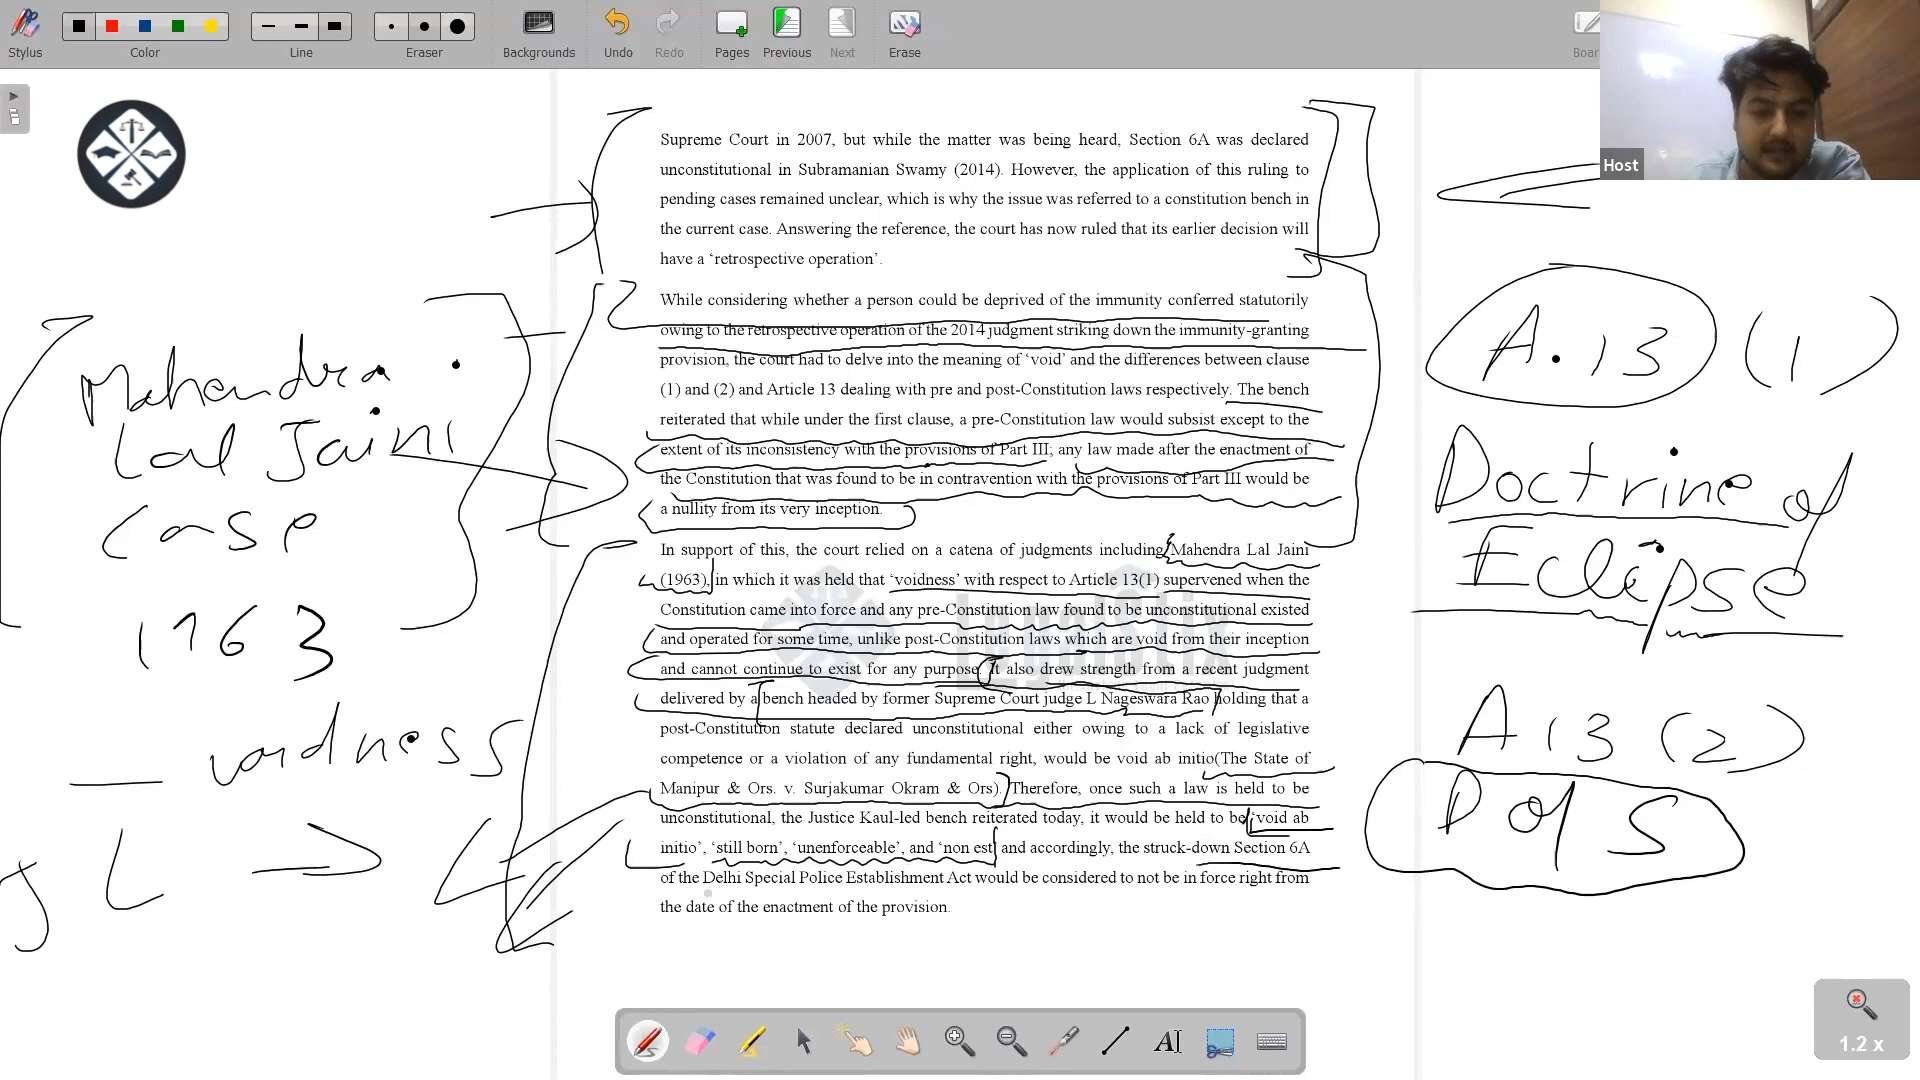 Stylus
Color
Line
Eraser
Backgrounds
Undo
Redo
Pages
Previous
Next
Erase
Host
Supreme Court in 2007, but while the matter was being heard, Section 6A was declared
unconstitutional in Subramanian Swamy (2014). However, the application of this ruling to
pending cases remained unclear, which is why the issue was referred to a constitution bench in
the current case. Answering the reference, the court has now ruled that its earlier decision will
have a ‘retrospective operation’.
While considering whether a person could be deprived of the immunity conferred statutorily
owing to the retrospective operation of the 2014 judgment striking down the immunity-granting
provision, the court had to delve into the meaning of ‘void’ and the differences between clause
(1) and (2) and Article 13 dealing with pre and post-Constitution laws respectively. The bench
reiterated that while under the first clause, a pre-Constitution law would subsist except to the
extent of its inconsistency with the provisions of Part III; any law made after the enactment of
the Constitution that was found to be in contravention with the provisions of Part III would be
a nullity from its very inception.
In support of this, the court relied on a catena of judgments including Mahendra Lal Jaini
(1963), in which it was held that ‘voidness’ with respect to Article 13(1) supervened when the
Constitution came into force and any pre-Constitution law found to be unconstitutional existed
and operated for some time, unlike post-Constitution laws which are void from their inception
and cannot continue to exist for any purpose. It also drew strength from a recent judgment
delivered by a bench headed by former Supreme Court judge L Nageswara Rao holding that a
post-Constitution statute declared unconstitutional either owing to a lack of legislative
competence or a violation of any fundamental right, would be void ab initio(The State of
Manipur & Ors. v. Surjakumar Okram & Ors). Therefore, once such a law is held to be
unconstitutional, the Justice Kaul-led bench reiterated today, it would be held to be ‘void ab
initio’, ‘still born’, ‘unenforceable’, and ‘non est’ and accordingly, the struck-down Section 6A
of the Delhi Special Police Establishment Act would be considered to not be in force right from
the date of the enactment of the provision.
Mahendra
Lal Jaini
case
1963
voidness
L
A.13 (1)
Doctrine of
Eclipse
A 13 (2)
D of S
1.2 x